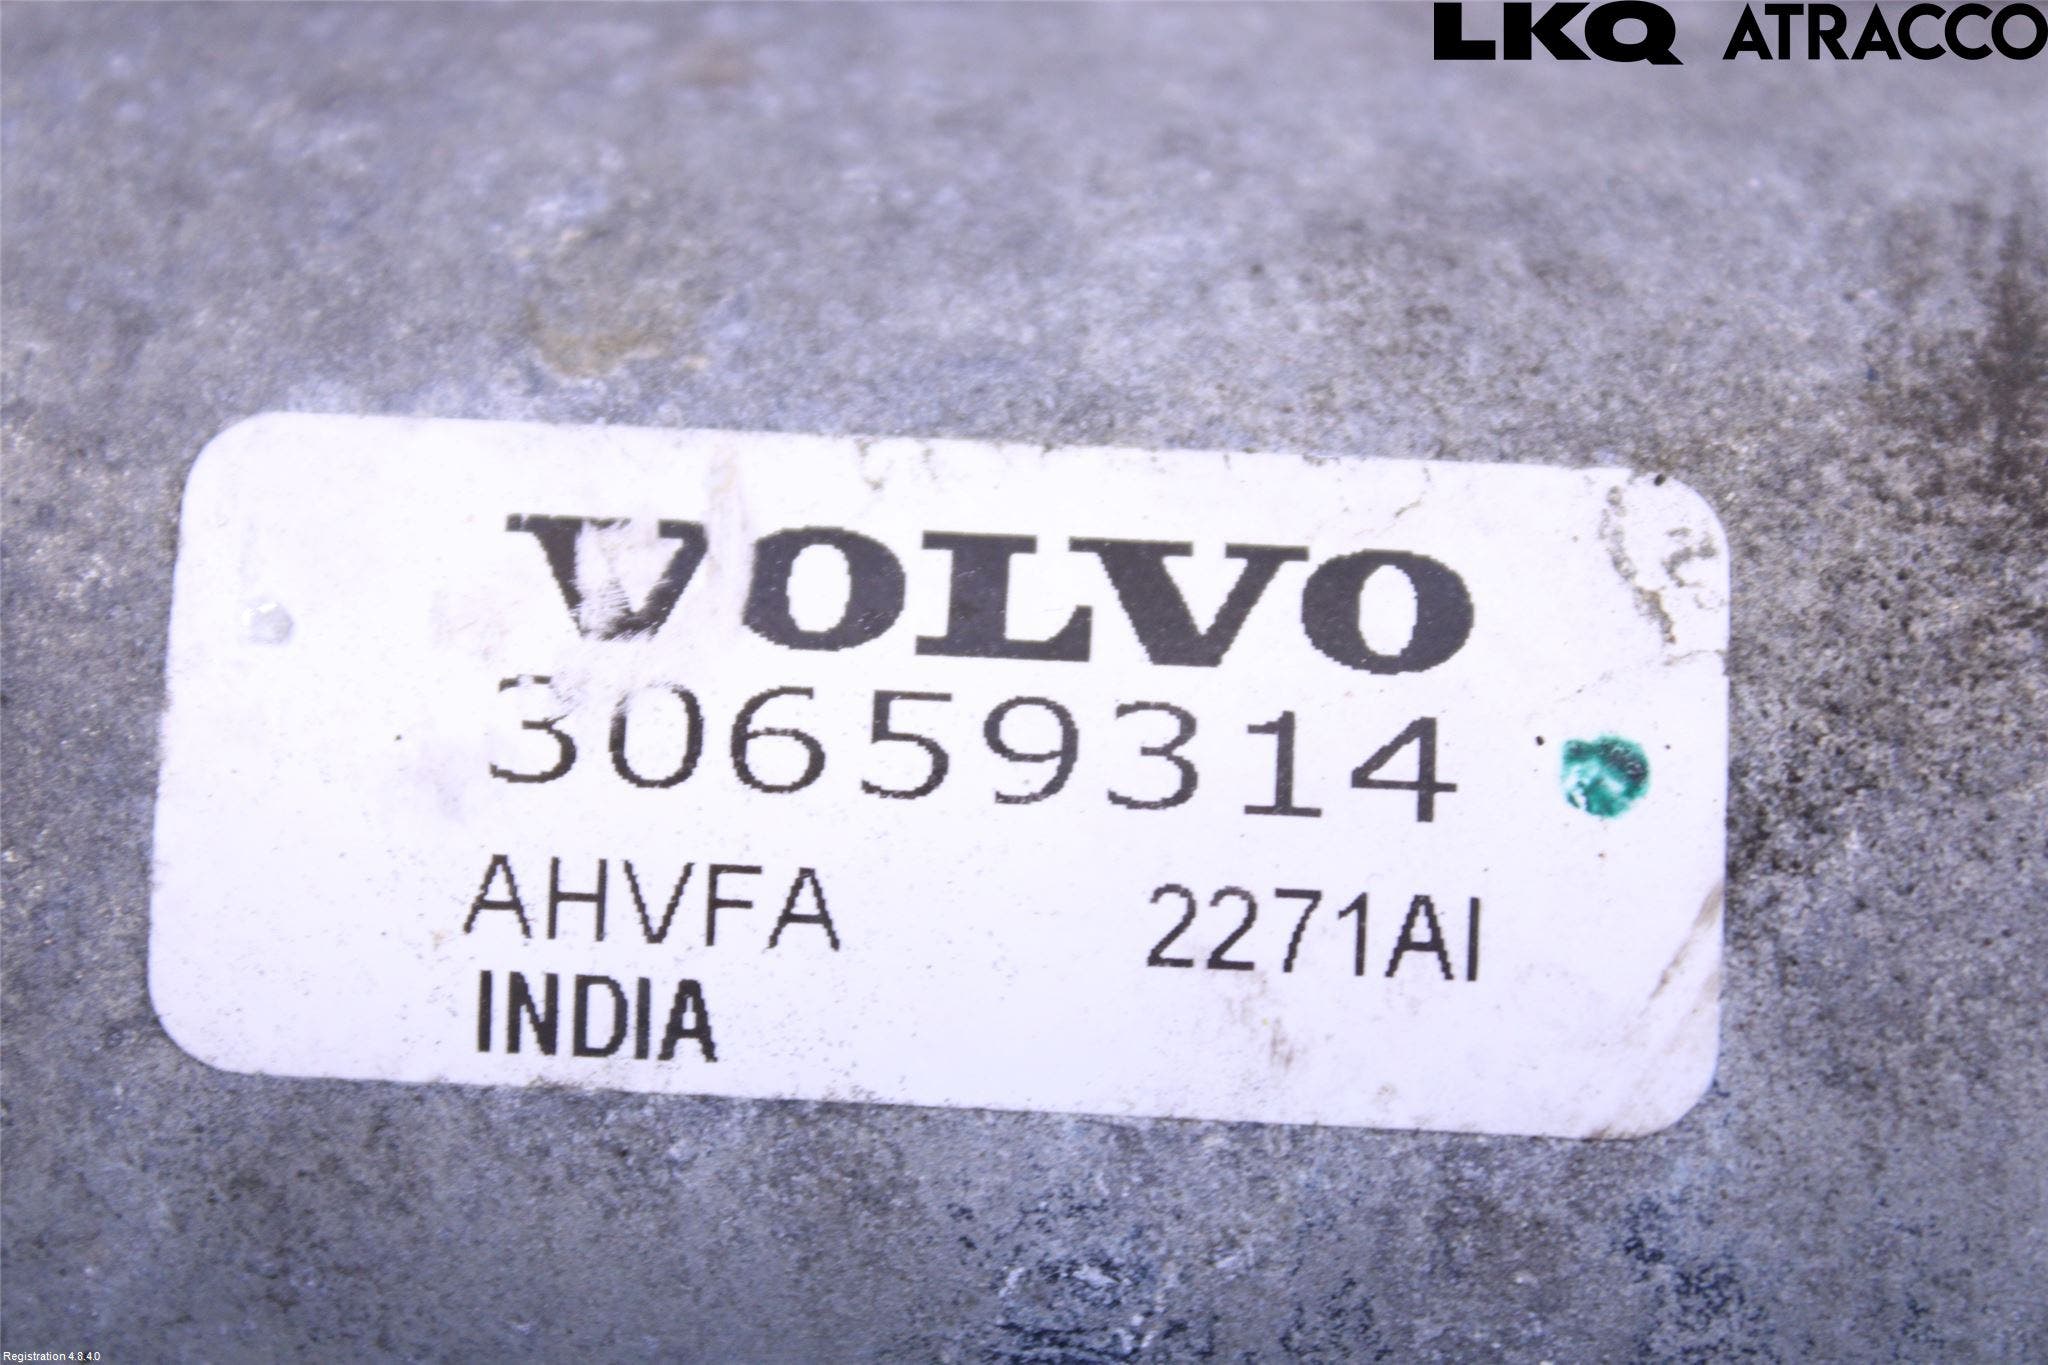 LKQ ATRACCO
VOLVO
30659314
AHVFA 2271AI
INDIA
Registration 4.8.4.0